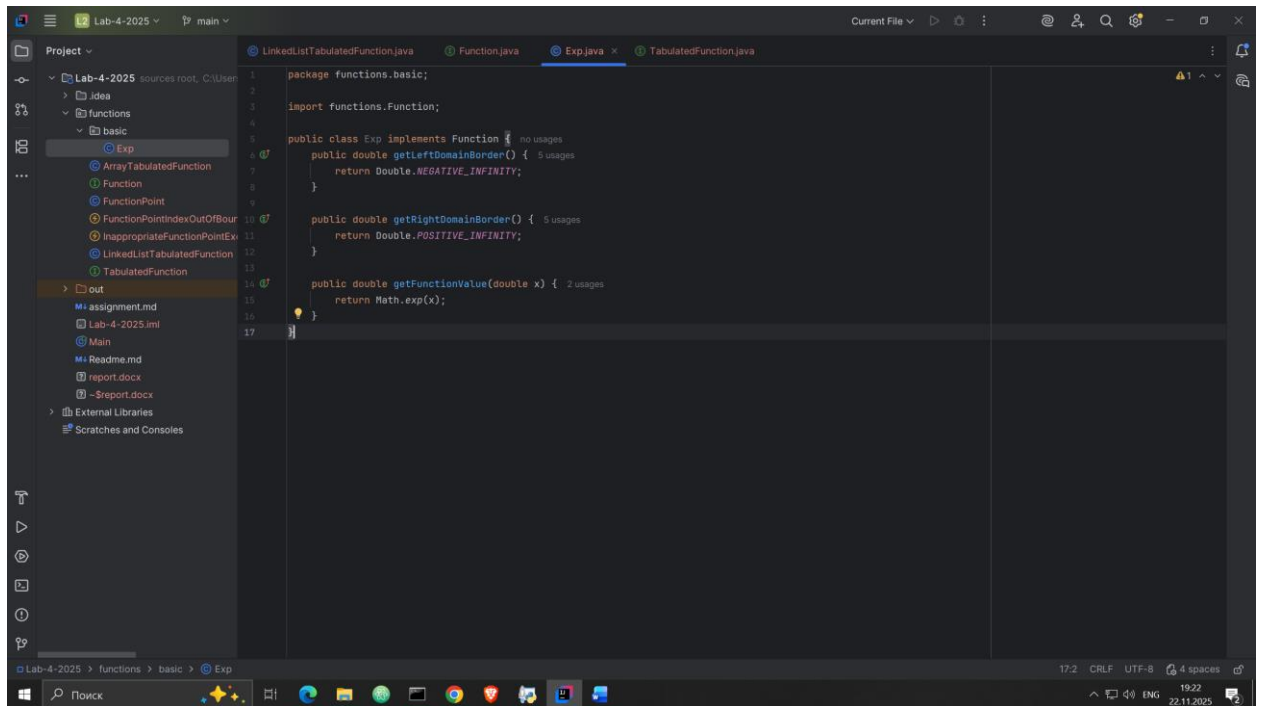 L2 Lab-4-2025 main Current File
Project
LinkedListTabulatedFunction.java Function.java Exp.java TabulatedFunction.java
Lab-4-2025 sources root, C:\User
.idea
functions
basic
Exp
ArrayTabulatedFunction
Function
FunctionPoint
FunctionPointIndexOutOfBour
InappropriateFunctionPointEx
LinkedListTabulatedFunction
TabulatedFunction
out
M↓ assignment.md
Lab-4-2025.iml
Main
M↓ Readme.md
report.docx
~$report.docx
External Libraries
Scratches and Consoles
1 package functions.basic;
2
3 import functions.Function;
4
5 public class Exp implements Function { no usages
6 public double getLeftDomainBorder() { 5 usages
7 return Double.NEGATIVE_INFINITY;
8 }
9
10 public double getRightDomainBorder() { 5 usages
11 return Double.POSITIVE_INFINITY;
12 }
13
14 public double getFunctionValue(double x) { 2 usages
15 return Math.exp(x);
16 }
17 }
1
Lab-4-2025 > functions > basic > Exp 17:2 CRLF UTF-8 4 spaces
Поиск ENG 19:22
22.11.2025 2